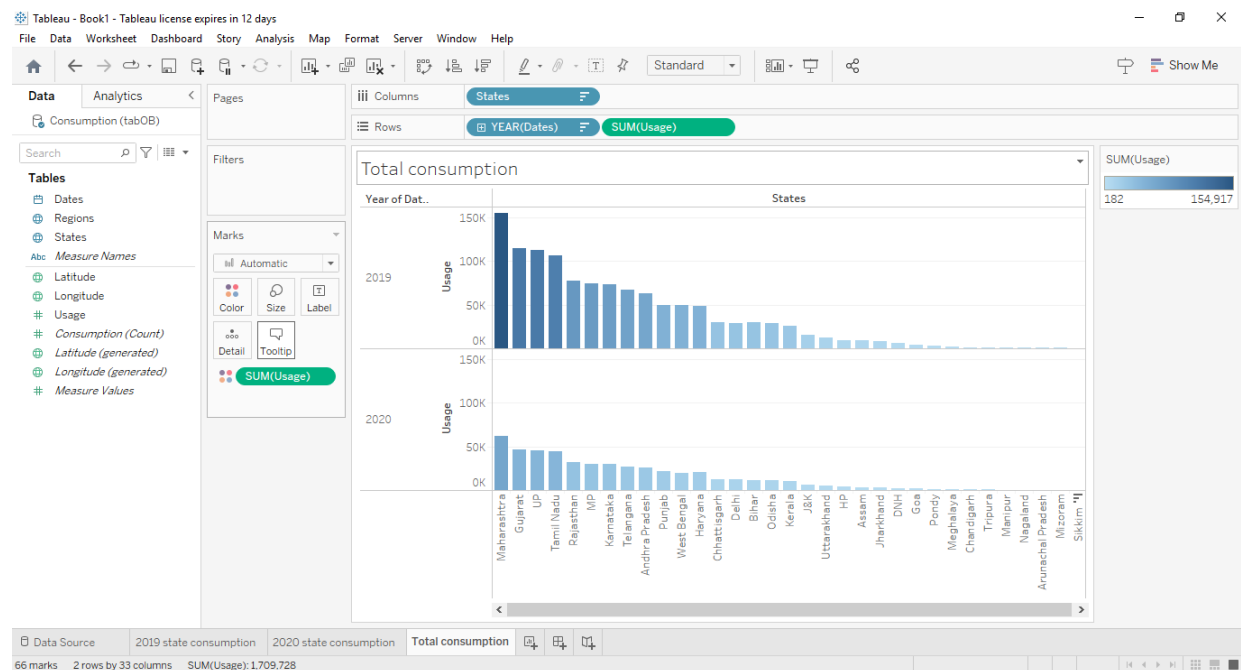 Tableau - Book1 - Tableau license expires in 12 days
File Data Worksheet Dashboard Story Analysis Map Format Server Window Help
Standard
Show Me
Data Analytics
Consumption (tabOB)
Search
Tables
Dates
Regions
States
Abc Measure Names
Latitude
Longitude
Usage
Consumption (Count)
Latitude (generated)
Longitude (generated)
Measure Values
Pages
Filters
Marks
Automatic
Color Size Label
Detail Tooltip
SUM(Usage)
Columns States
Rows YEAR(Dates) SUM(Usage)
Total consumption
Year of Dat.. States
2019
Usage
150K
100K
50K
0K
2020
Usage
150K
100K
50K
0K
Maharashtra
Gujarat
UP
Tamil Nadu
Rajasthan
MP
Karnataka
Telangana
Andhra Pradesh
Punjab
West Bengal
Haryana
Chhattisgarh
Delhi
Bihar
Odisha
Kerala
J&K
Uttarakhand
HP
Assam
Jharkhand
DNH
Goa
Pondy
Meghalaya
Chandigarh
Tripura
Manipur
Nagaland
Arunachal Pradesh
Mizoram
Sikkim
SUM(Usage)
182 154,917
Data Source 2019 state consumption 2020 state consumption Total consumption
66 marks 2 rows by 33 columns SUM(Usage): 1,709,728